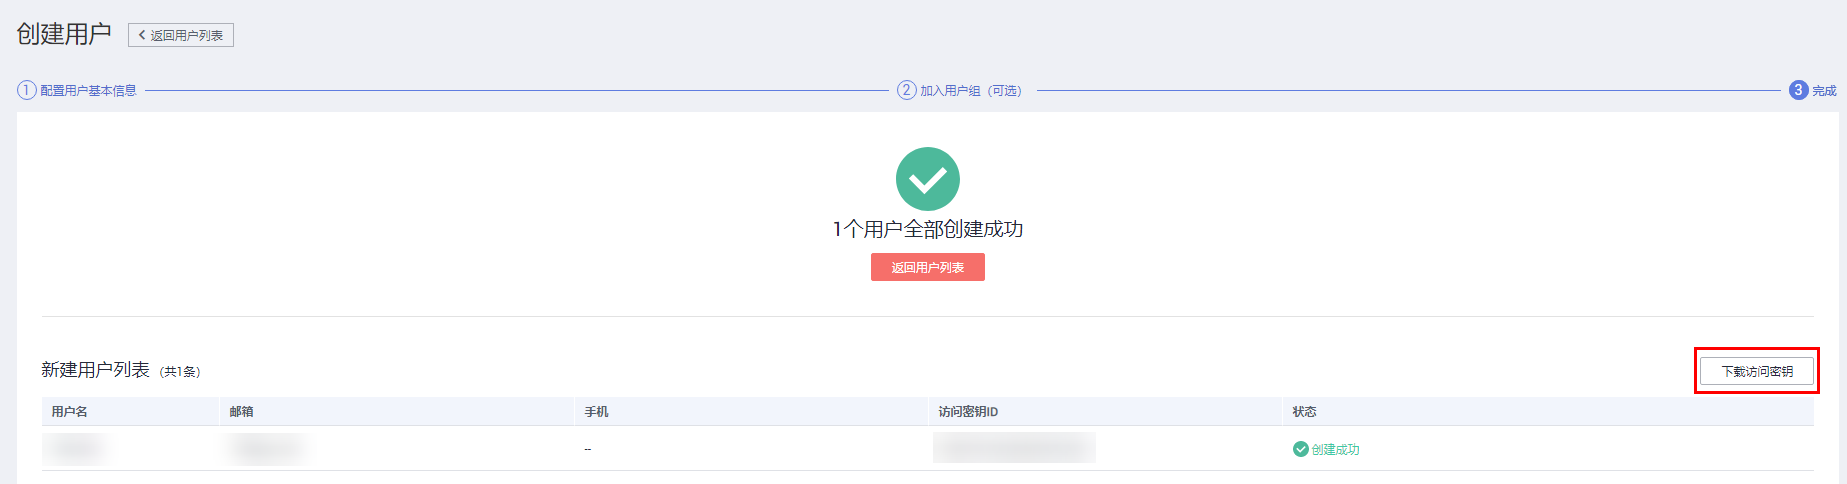 创建用户
返回用户列表
1 配置用户基本信息
2 加入用户组（可选）
3 完成
1个用户全部创建成功
返回用户列表
新建用户列表（共1条）
下载访问密钥
用户名 邮箱 手机 访问密钥ID 状态
-- 创建成功